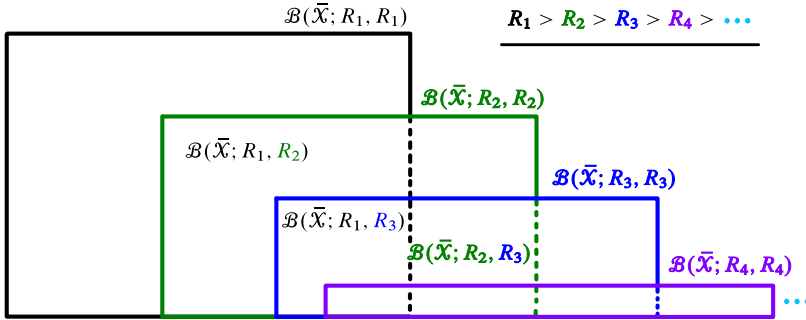 ℬ(𝒳̄; R₁, R₁)
R₁ > R₂ > R₃ > R₄ > ⋯
ℬ(𝒳̄; R₂, R₂)
ℬ(𝒳̄; R₁, R₂)
ℬ(𝒳̄; R₃, R₃)
ℬ(𝒳̄; R₁, R₃)
ℬ(𝒳̄; R₂, R₃)
ℬ(𝒳̄; R₄, R₄)
⋯